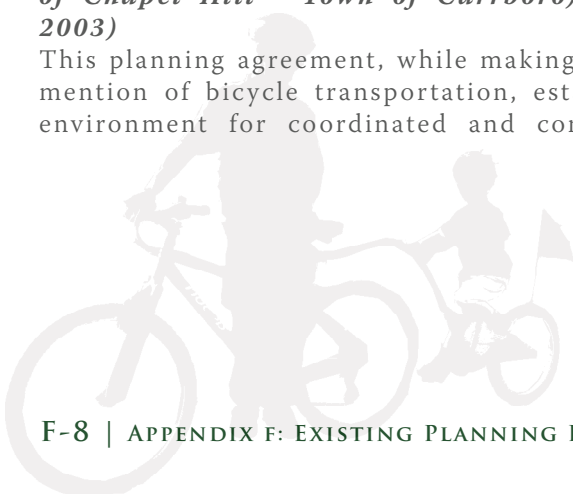 of Chapel Hill – Town of Carrboro)
2003)
This planning agreement, while making
mention of bicycle transportation, est
environment for coordinated and
F-8 | Appendix f: Existing Planning